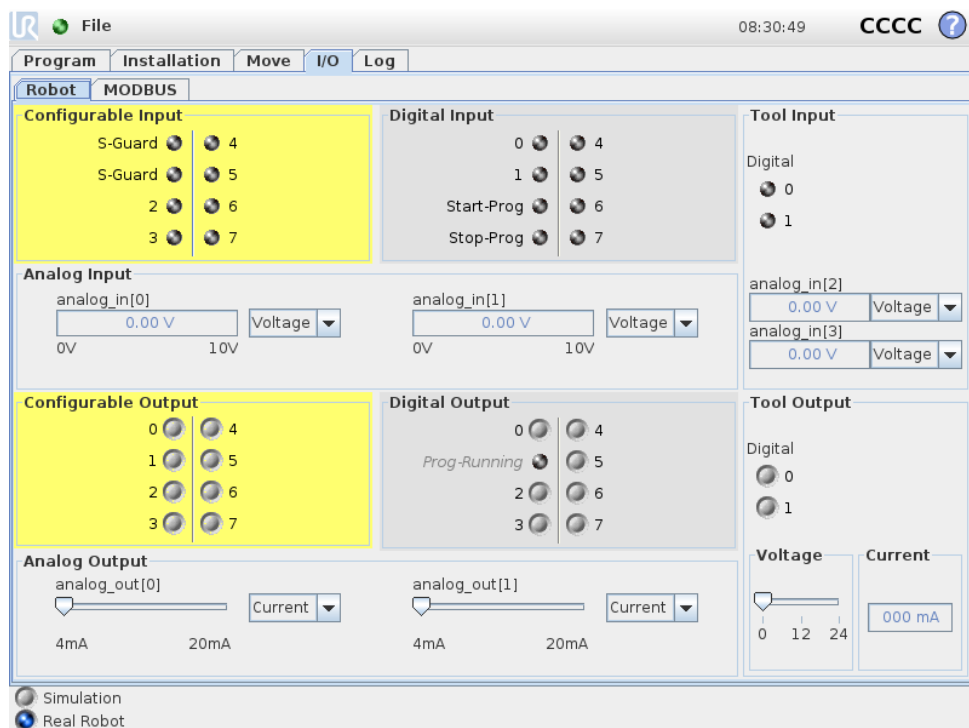 UR File 08:30:49 CCCC ?
Program Installation Move I/O Log
Robot MODBUS
Configurable Input
S-Guard 4
S-Guard 5
2 6
3 7
Digital Input
0 4
1 5
Start-Prog 6
Stop-Prog 7
Tool Input
Digital
0
1
analog_in[2]
0.00 V Voltage
analog_in[3]
0.00 V Voltage
Analog Input
analog_in[0]
0.00 V Voltage
0V 10V
analog_in[1]
0.00 V Voltage
0V 10V
Configurable Output
0 4
1 5
2 6
3 7
Digital Output
0 4
Prog-Running 5
2 6
3 7
Tool Output
Digital
0
1
Voltage
0 12 24
Current
000 mA
Analog Output
analog_out[0]
Current
4mA 20mA
analog_out[1]
Current
4mA 20mA
Simulation
Real Robot